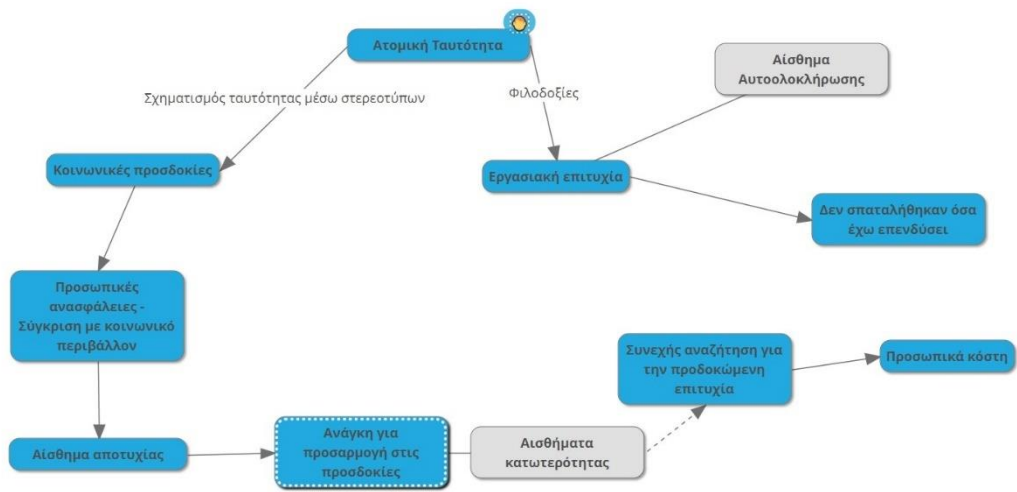 Ατομική Ταυτότητα
Αίσθημα
Αυτοολοκλήρωσης
Σχηματισμός ταυτότητας μέσω στερεοτύπων
Φιλοδοξίες
Κοινωνικές προσδοκίες
Εργασιακή επιτυχία
Δεν σπαταλήθηκαν όσα
έχω επενδύσει
Προσωπικές
ανασφάλειες -
Σύγκριση με κοινωνικό
περιβάλλον
Συνεχής αναζήτηση για
την προδοκώμενη
επιτυχία
Προσωπικά κόστη
Αίσθημα αποτυχίας
Ανάγκη για
προσαρμογή στις
προσδοκίες
Αισθήματα
κατωτερότητας